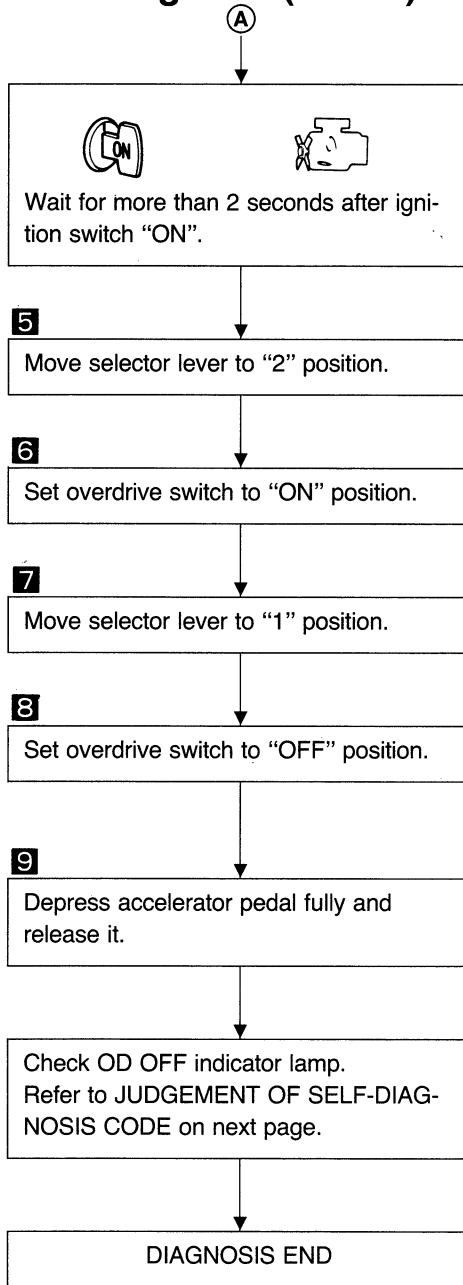 A
ON
Wait for more than 2 seconds after igni-
tion switch “ON”.
5
Move selector lever to “2” position.
6
Set overdrive switch to “ON” position.
7
Move selector lever to “1” position.
8
Set overdrive switch to “OFF” position.
9
Depress accelerator pedal fully and
release it.
Check OD OFF indicator lamp.
Refer to JUDGEMENT OF SELF-DIAG-
NOSIS CODE on next page.
DIAGNOSIS END